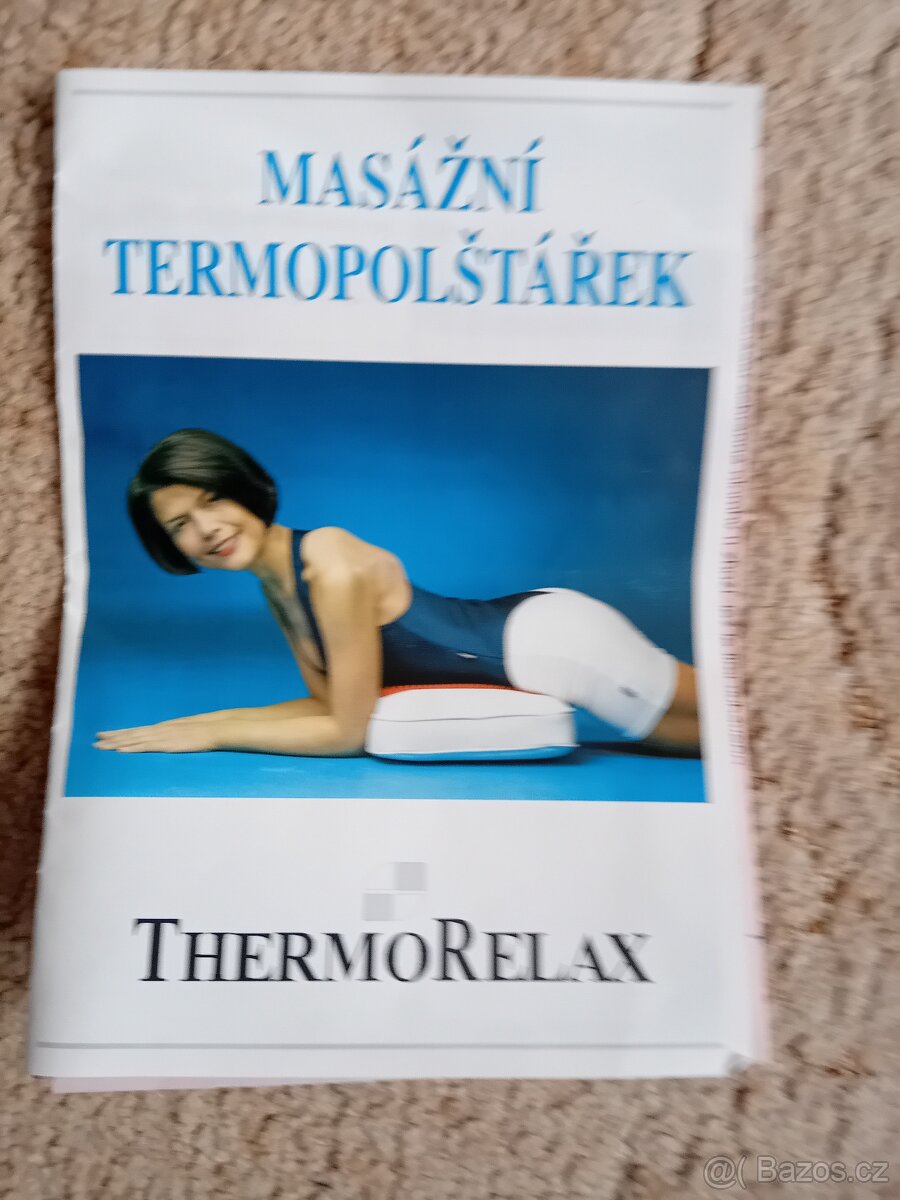 MASÁŽNÍ
TERMOPOLŠTÁŘEK
THERMORELAX
@( Bazos.cz